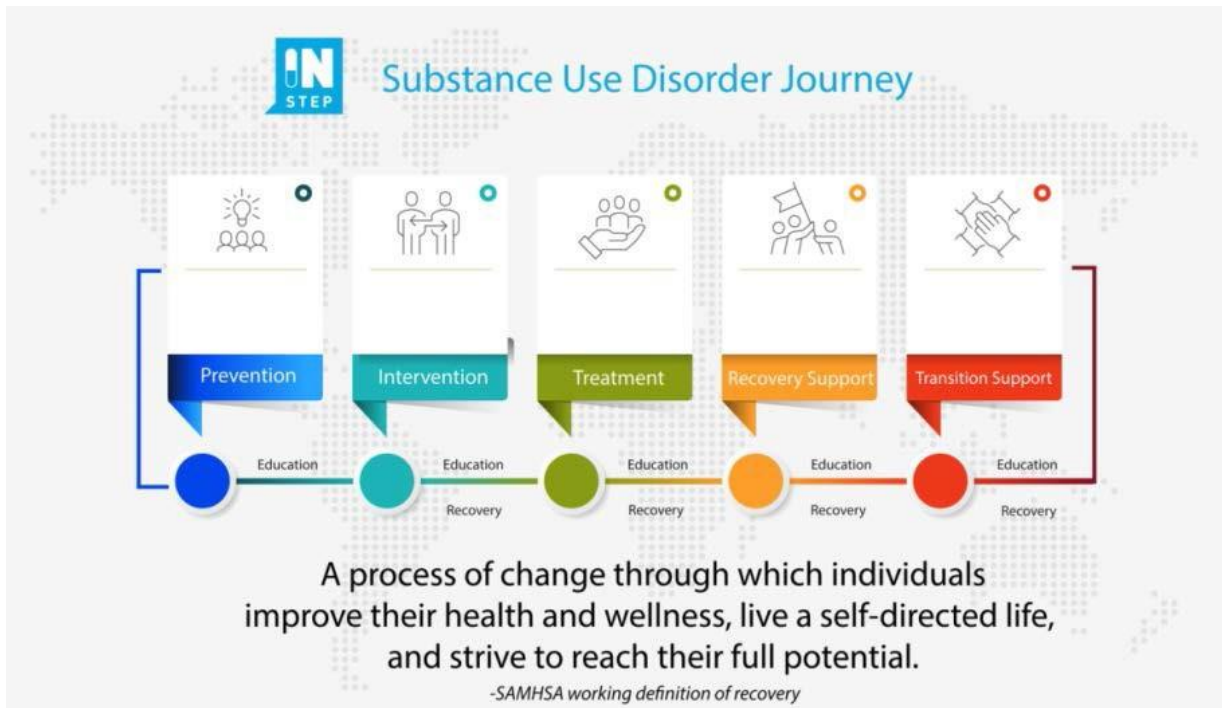 IN
STEP
Substance Use Disorder Journey
Prevention
Intervention
Treatment
Recovery Support
Transition Support
Education
Education
Education
Education
Education
Recovery
Recovery
Recovery
Recovery
A process of change through which individuals
improve their health and wellness, live a self-directed life,
and strive to reach their full potential.
-SAMHSA working definition of recovery